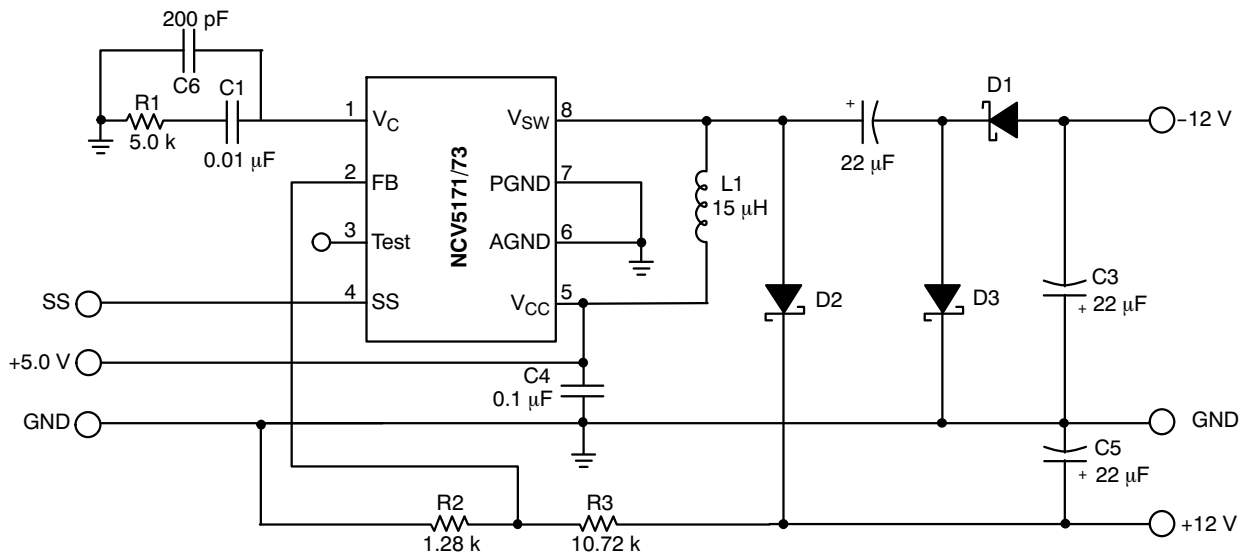 200 pF
C6
C1
R1
5.0 k
0.01 μF
1
VC
2
FB
3
Test
4
SS
NCV5171/73
VSW
8
PGND
7
AGND
6
VCC
5
L1
15 μH
+
22 μF
D1
−12 V
D2
D3
C3
+ 22 μF
SS
+5.0 V
C4
0.1 μF
GND
GND
C5
+ 22 μF
R2
1.28 k
R3
10.72 k
+12 V